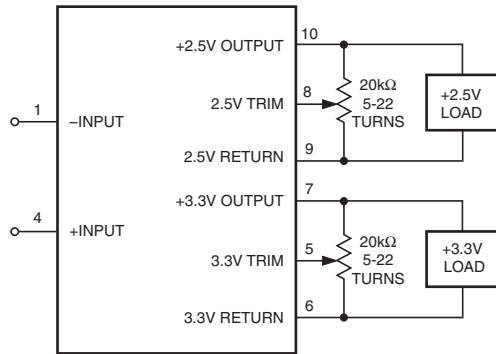 10
+2.5V OUTPUT
20kΩ
5-22
TURNS
+2.5V
LOAD
8
2.5V TRIM
1
–INPUT
9
2.5V RETURN
7
+3.3V OUTPUT
4
+INPUT
20kΩ
5-22
TURNS
+3.3V
LOAD
5
3.3V TRIM
6
3.3V RETURN